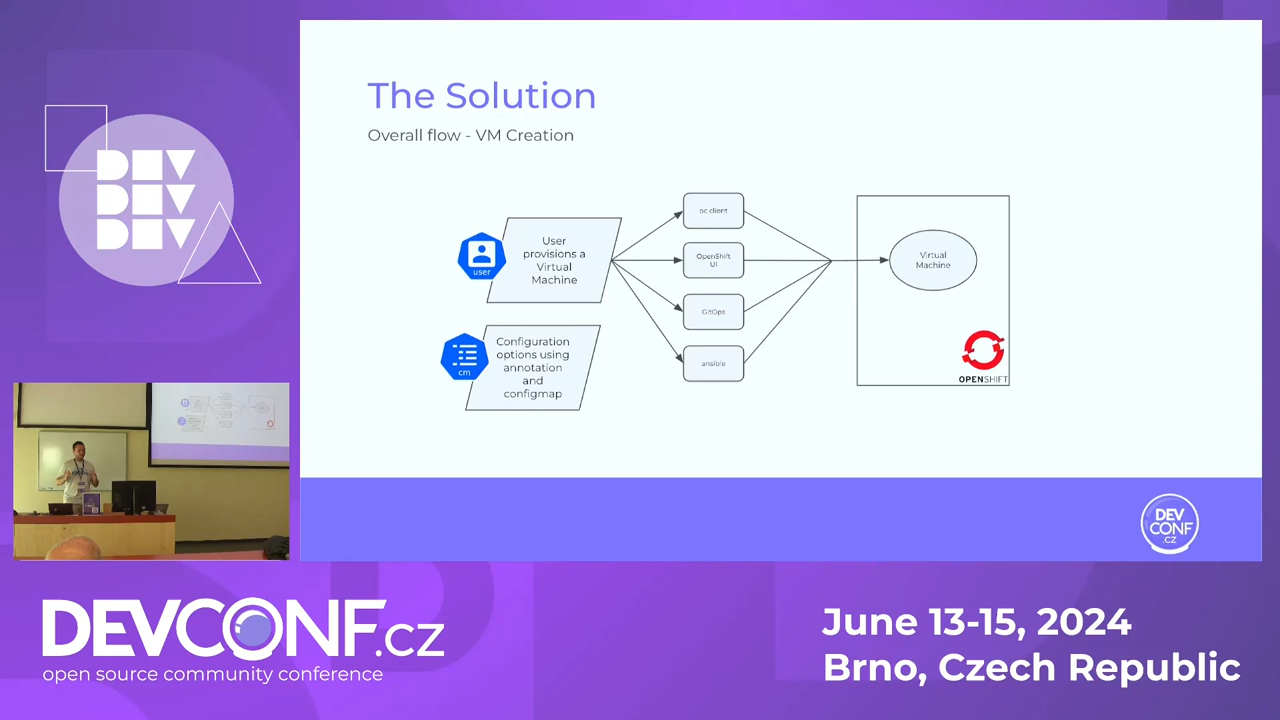 The Solution
Overall flow - VM Creation
user
User
provisions a
Virtual
Machine
cm
Configuration
options using
annotation
and
configmap
oc client
OpenShift
UI
GitOps
ansible
Virtual
Machine
OPENSHIFT
DEV
CONF
.CZ
DEV
DEV
DEV
DEVCONF.cz
open source community conference
June 13-15, 2024
Brno, Czech Republic